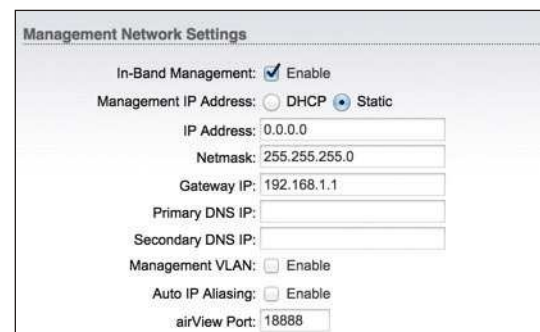 Management Network Settings
In-Band Management: Enable
Management IP Address: DHCP Static
IP Address: 0.0.0.0
Netmask: 255.255.255.0
Gateway IP: 192.168.1.1
Primary DNS IP:
Secondary DNS IP:
Management VLAN: Enable
Auto IP Aliasing: Enable
airView Port: 18888